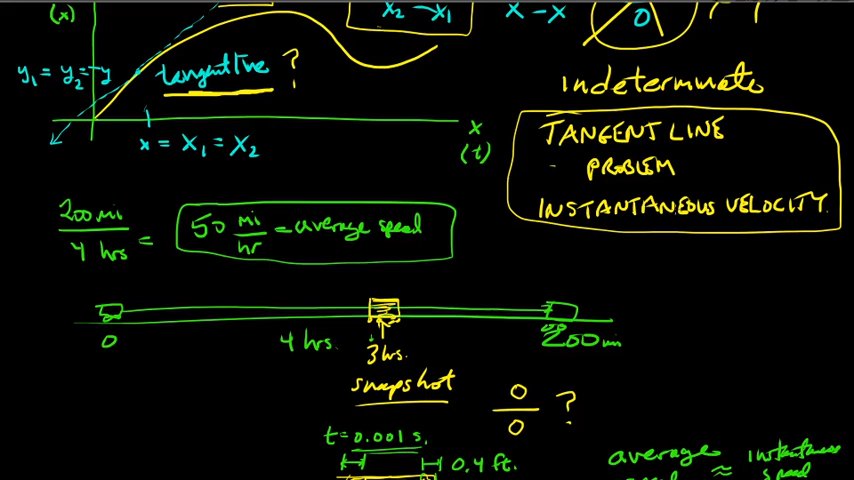 (x)
x₂ - x₁
x - x
0
y₁ = y₂ = y
tangent line ?
indeterminate
x = x₁ = x₂
x
(t)
TANGENT LINE
PROBLEM
INSTANTANEOUS VELOCITY
200 mi / 4 hrs = 50 mi/hr = average speed
0
4 hrs.
3 hrs.
200 mi
snapshot
0/0 ?
t = 0.001 s.
0.4 ft.
average ≈ instantaneous
speed